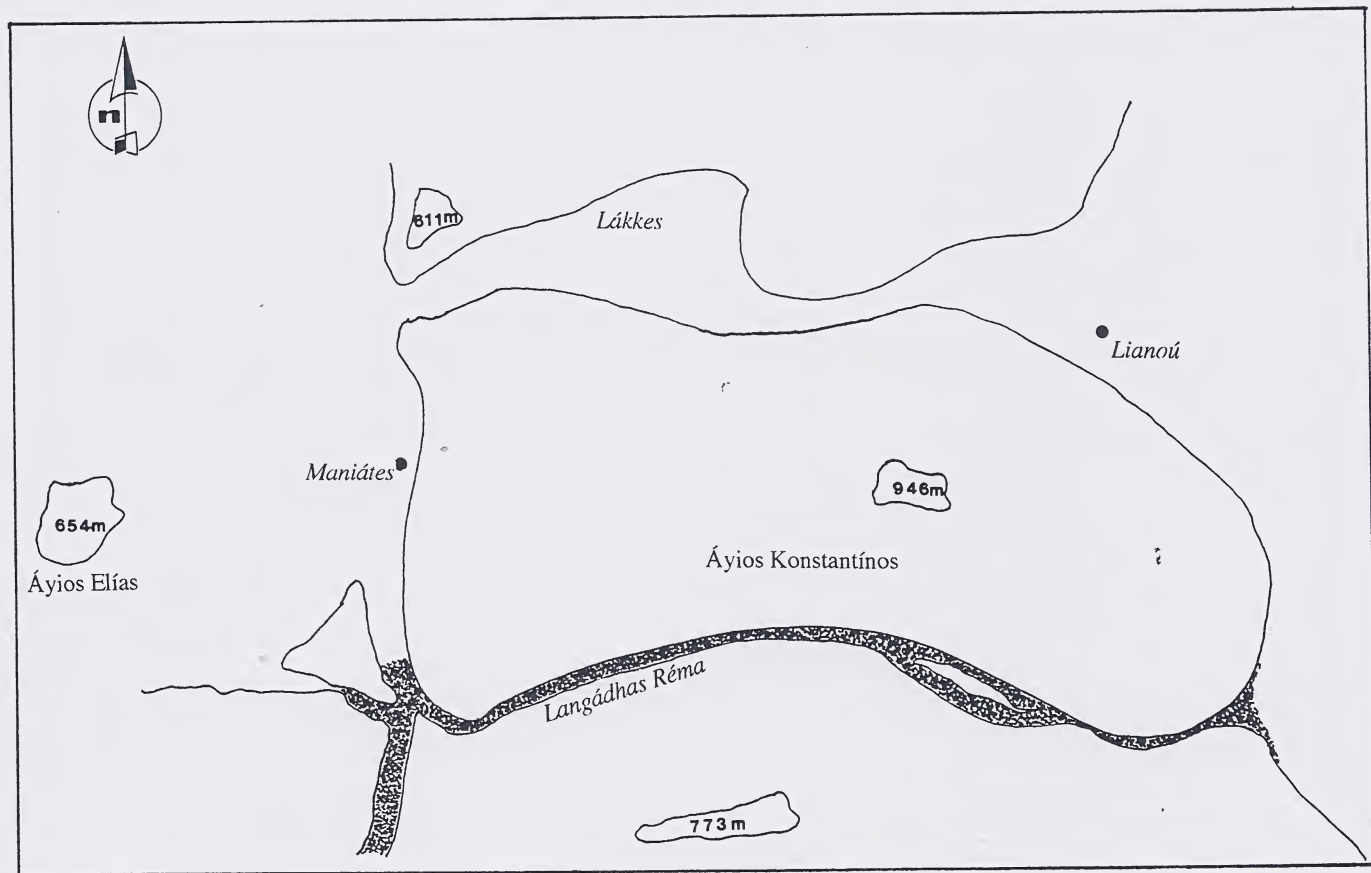 n
611m
Lákkes
Lianoú
Maniátes
946m
654m
Áyios Konstantínos
Áyios Elías
Langádhas Réma
773m